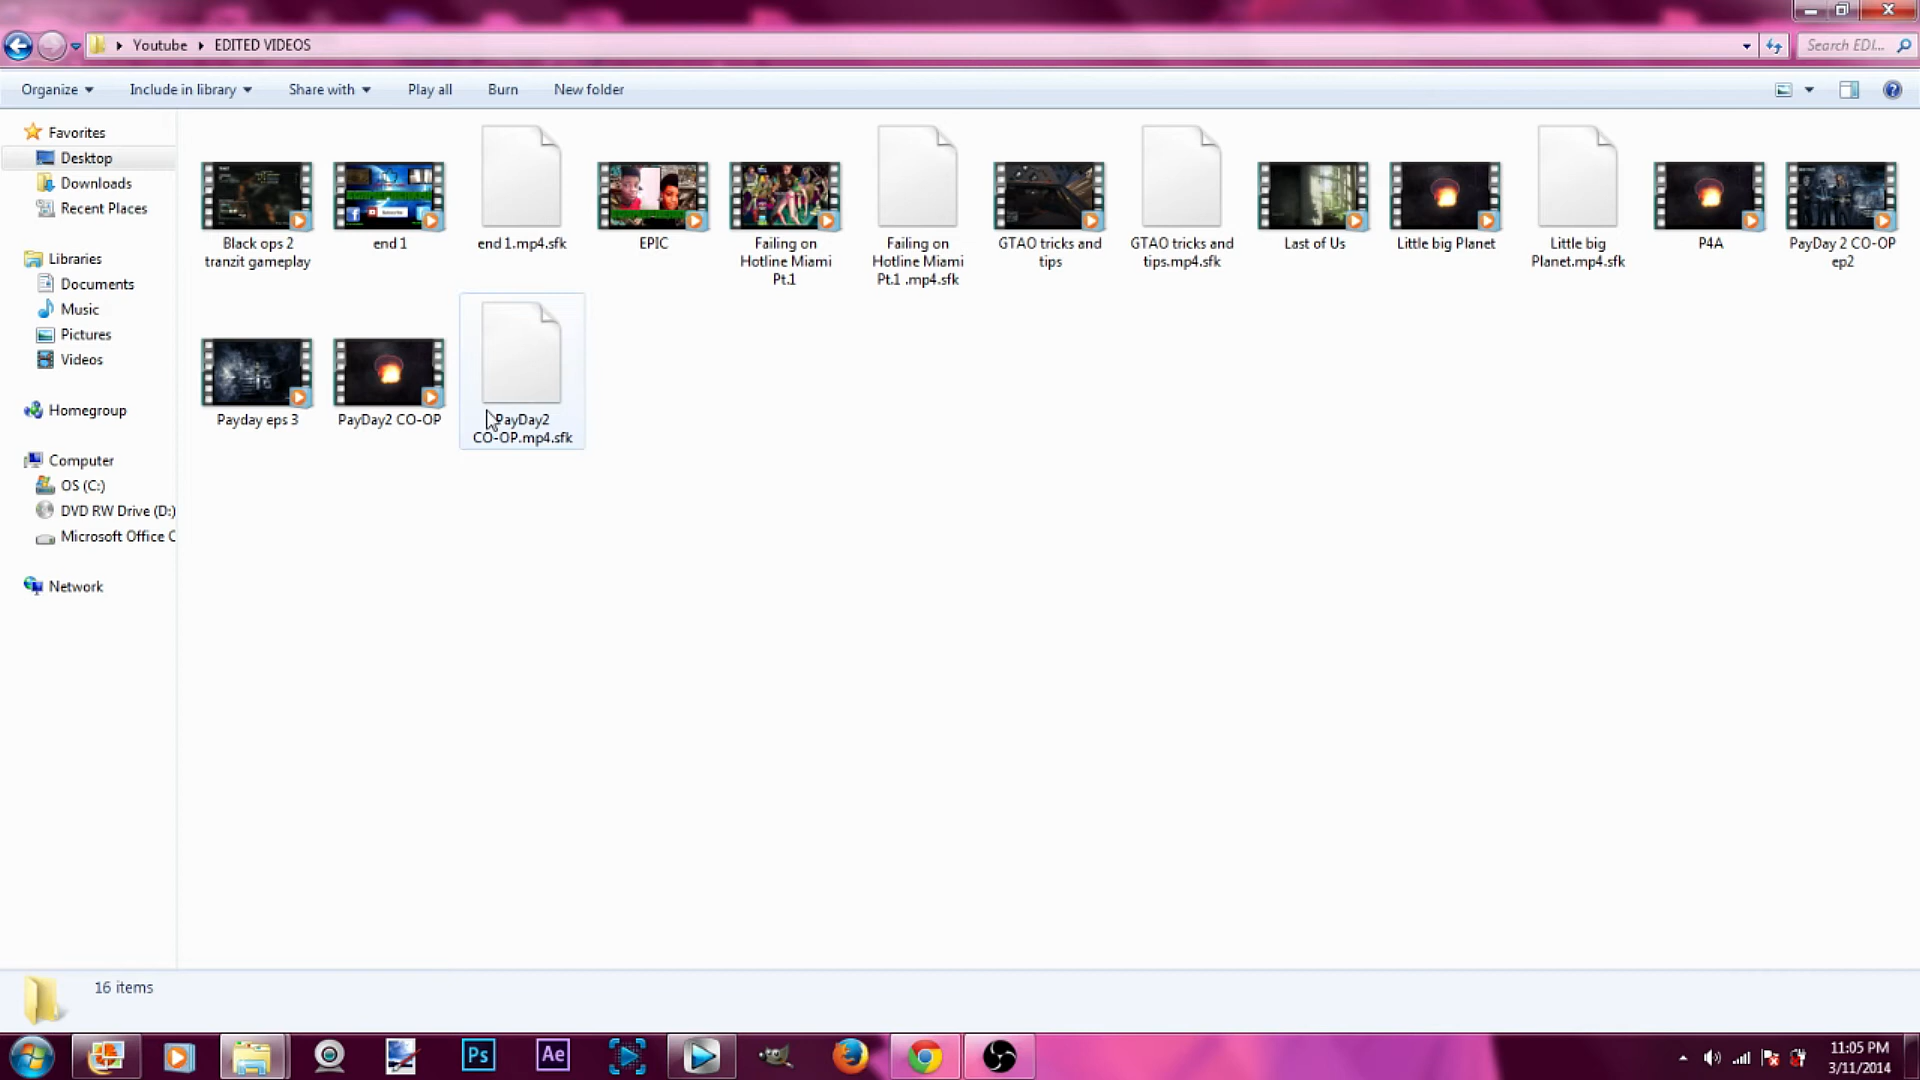 Youtube
EDITED VIDEOS
Search EDI...
Organize
Include in library
Share with
Play all
Burn
New folder
Favorites
Desktop
Downloads
Recent Places
Libraries
Documents
Music
Pictures
Videos
Homegroup
Computer
OS (C:)
DVD RW Drive (D:)
Microsoft Office C
Network
Black ops 2
tranzit gameplay
end 1
end 1.mp4.sfk
EPIC
Failing on
Hotline Miami
Pt.1
Failing on
Hotline Miami
Pt.1 .mp4.sfk
GTAO tricks and
tips
GTAO tricks and
tips.mp4.sfk
Last of Us
Little big Planet
Little big
Planet.mp4.sfk
P4A
PayDay 2 CO-OP
ep2
Payday eps 3
PayDay2 CO-OP
PayDay2
CO-OP.mp4.sfk
16 items
Ps
Ae
11:05 PM
3/11/2014